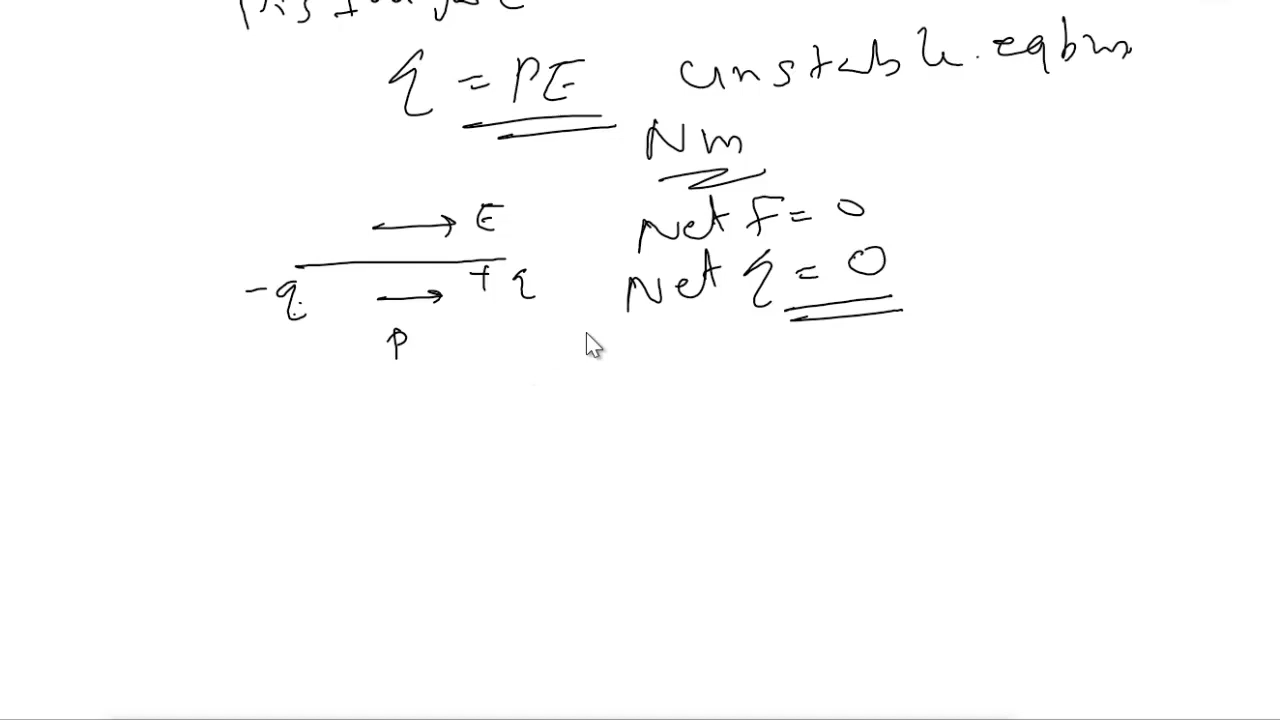 τ = PE unstable. eqbm
Nm
E
Net F = 0
-q + q
Net τ = 0
P